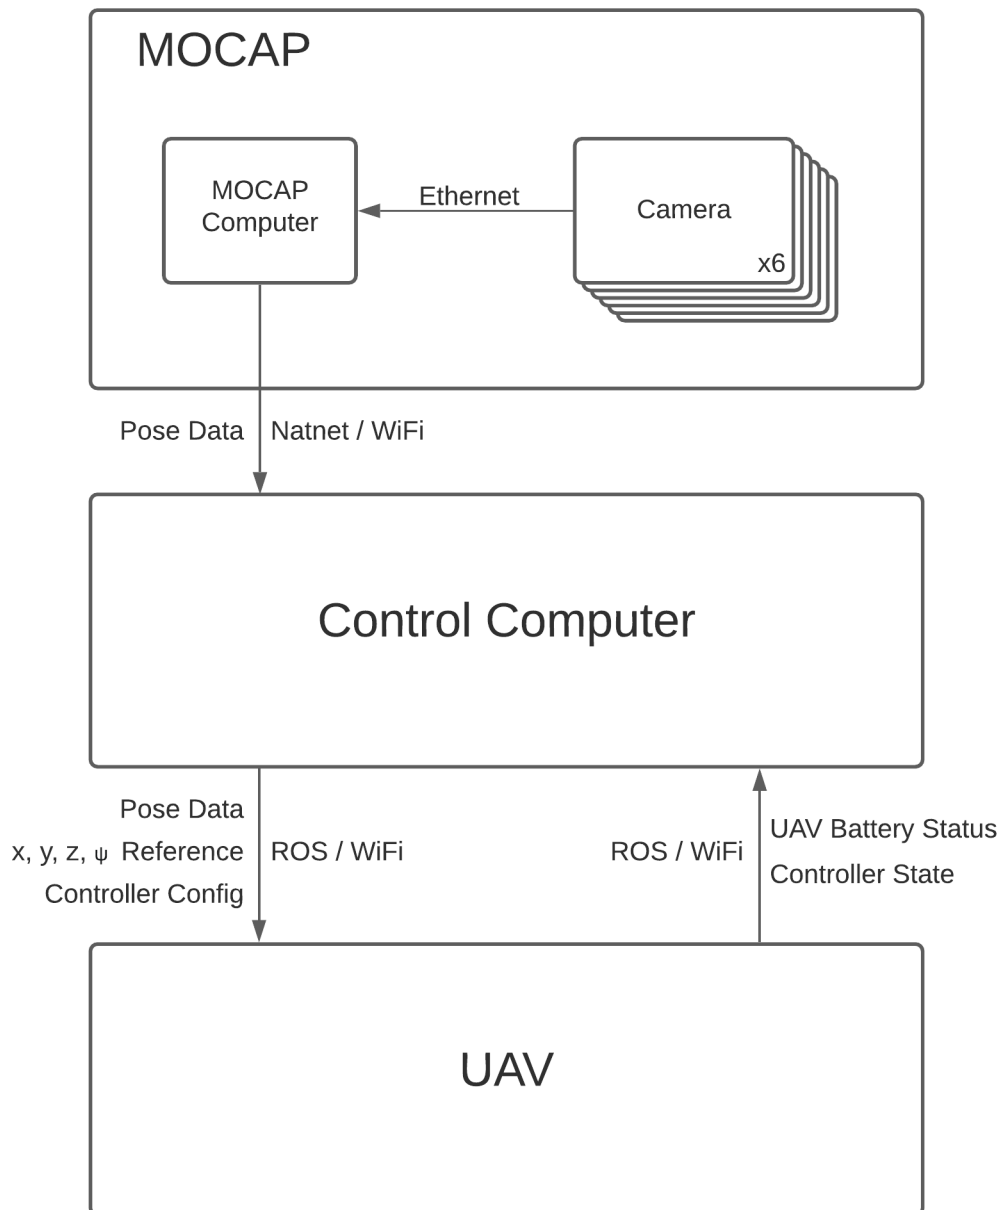 MOCAP
MOCAP
Computer
Ethernet
Camera
x6
Pose Data
Natnet / WiFi
Control Computer
Pose Data
x, y, z, ψ Reference
Controller Config
ROS / WiFi
ROS / WiFi
UAV Battery Status
Controller State
UAV